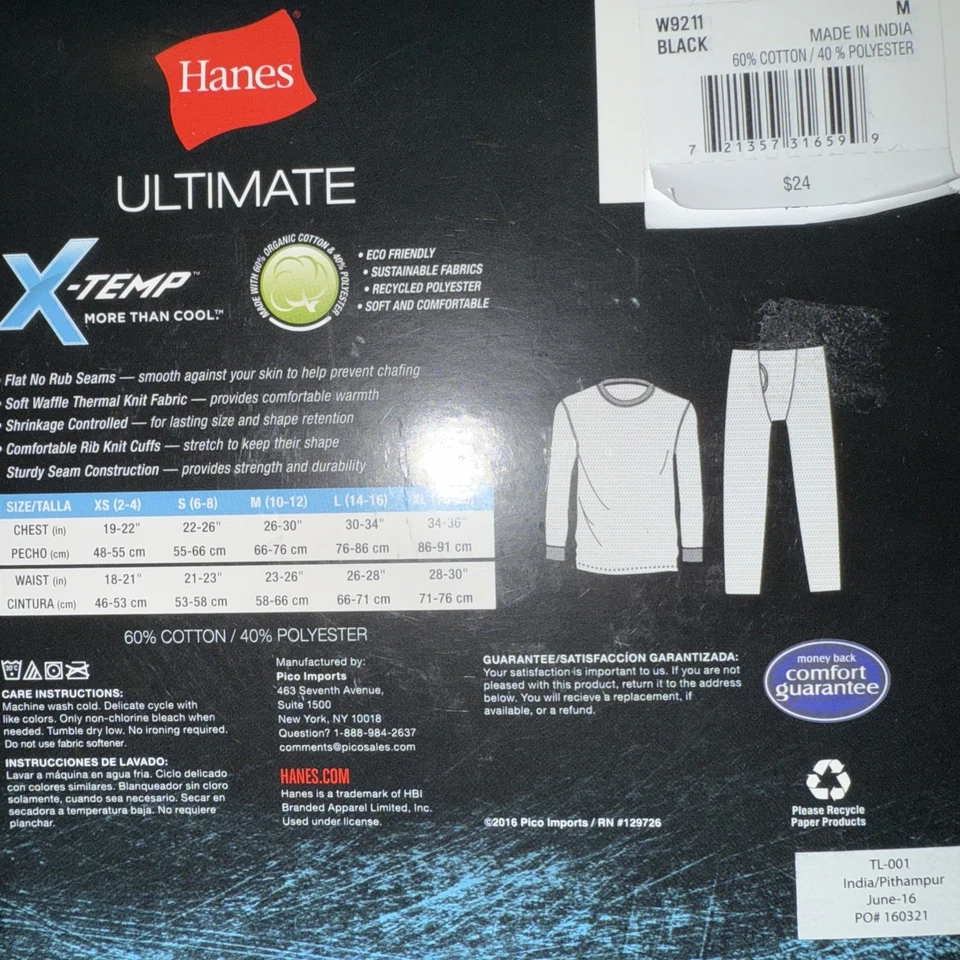 Hanes
ULTIMATE
X-TEMP™
MORE THAN COOL™
MADE WITH 60% ORGANIC COTTON & 40% POLYESTER
• ECO FRIENDLY
• SUSTAINABLE FABRICS
• RECYCLED POLYESTER
• SOFT AND COMFORTABLE
W9211 M
BLACK MADE IN INDIA
60% COTTON / 40 % POLYESTER
7 21357 31659 9
$24
• Flat No Rub Seams — smooth against your skin to help prevent chafing
• Soft Waffle Thermal Knit Fabric — provides comfortable warmth
• Shrinkage Controlled — for lasting size and shape retention
• Comfortable Rib Knit Cuffs — stretch to keep their shape
Sturdy Seam Construction — provides strength and durability
SIZE/TALLA XS (2-4) S (6-8) M (10-12) L (14-16) XL
CHEST (in) 19-22" 22-26" 26-30" 30-34" 34-36"
PECHO (cm) 48-55 cm 55-66 cm 66-76 cm 76-86 cm 86-91 cm
WAIST (in) 18-21" 21-23" 23-26" 26-28" 28-30"
CINTURA (cm) 46-53 cm 53-58 cm 58-66 cm 66-71 cm 71-76 cm
60% COTTON / 40% POLYESTER
CARE INSTRUCTIONS:
Machine wash cold. Delicate cycle with
like colors. Only non-chlorine bleach when
needed. Tumble dry low. No ironing required.
Do not use fabric softener.
INSTRUCCIONES DE LAVADO:
Lavar a máquina en agua fria. Ciclo delicado
con colores similares. Blanqueador sin cloro
solamente, cuando sea necesario. Secar en
secadora a temperatura baja. No requiere
planchar.
Manufactured by:
Pico Imports
463 Seventh Avenue,
Suite 1500
New York, NY 10018
Question? 1-888-984-2637
comments@picosales.com
HANES.COM
Hanes is a trademark of HBI
Branded Apparel Limited, Inc.
Used under license.
GUARANTEE/SATISFACCÍON GARANTIZADA:
Your satisfaction is important to us. If you are not
pleased with this product, return it to the address
below. You will recieve a replacement, if
available, or a refund.
money back
comfort
guarantee
©2016 Pico Imports / RN #129726
Please Recycle
Paper Products
TL-001
India/Pithampur
June-16
PO# 160321